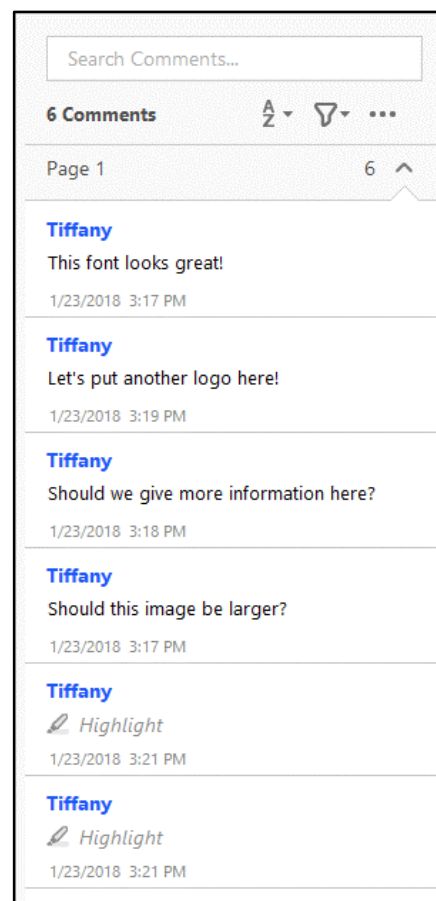 Search Comments...
6 Comments
Page 1 6
Tiffany
This font looks great!
1/23/2018 3:17 PM
Tiffany
Let's put another logo here!
1/23/2018 3:19 PM
Tiffany
Should we give more information here?
1/23/2018 3:18 PM
Tiffany
Should this image be larger?
1/23/2018 3:17 PM
Tiffany
Highlight
1/23/2018 3:21 PM
Tiffany
Highlight
1/23/2018 3:21 PM